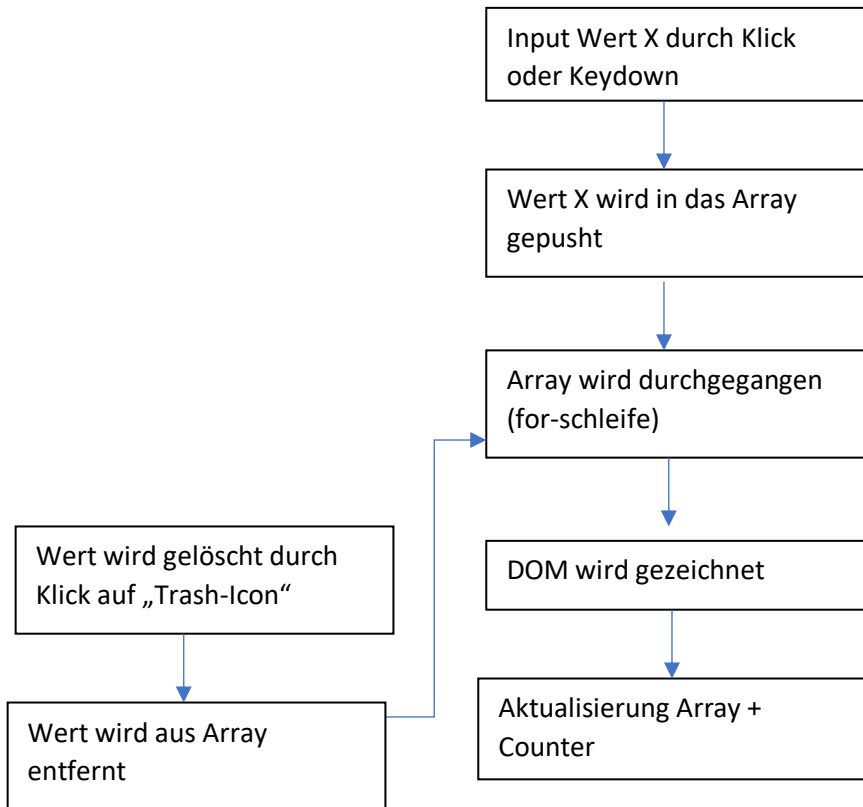 Input Wert X durch Klick
oder Keydown
Wert X wird in das Array
gepusht
Array wird durchgegangen
(for-schleife)
Wert wird gelöscht durch
Klick auf „Trash-Icon“
DOM wird gezeichnet
Wert wird aus Array
entfernt
Aktualisierung Array +
Counter